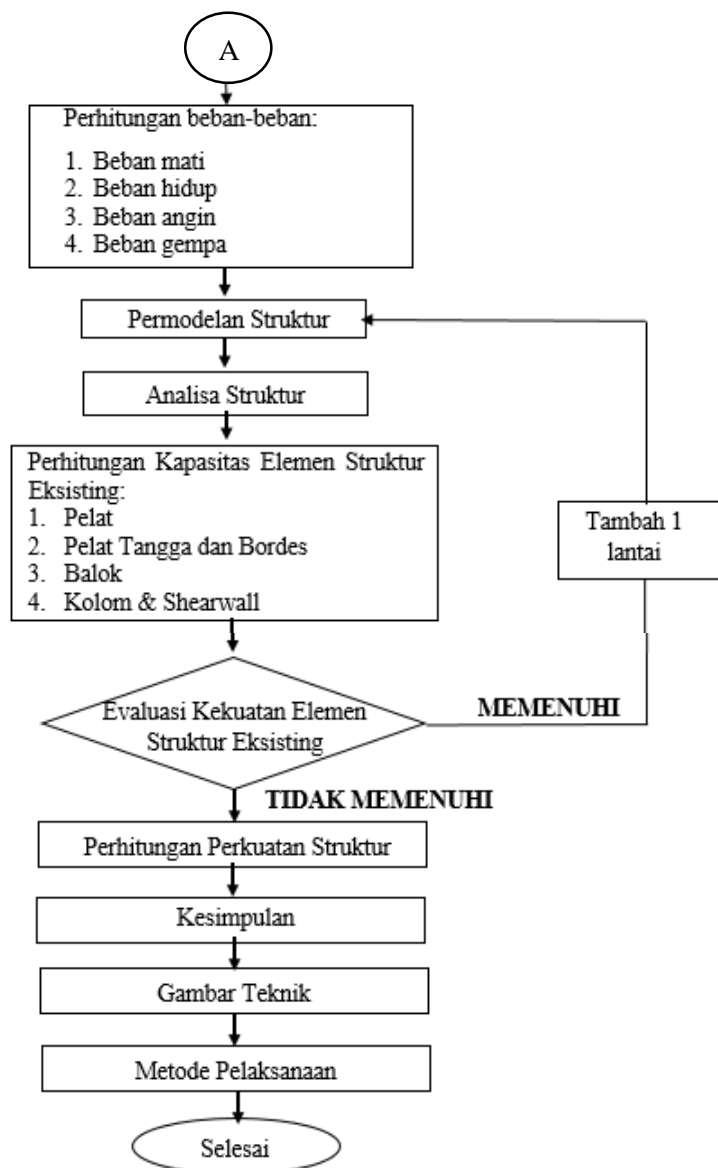 A
Perhitungan beban-beban:
1. Beban mati
2. Beban hidup
3. Beban angin
4. Beban gempa
Permodelan Struktur
Analisa Struktur
Perhitungan Kapasitas Elemen Struktur
Eksisting:
1. Pelat
2. Pelat Tangga dan Bordes
3. Balok
4. Kolom & Shearwall
Tambah 1
lantai
Evaluasi Kekuatan Elemen
Struktur Eksisting
MEMENUHI
TIDAK MEMENUHI
Perhitungan Perkuatan Struktur
Kesimpulan
Gambar Teknik
Metode Pelaksanaan
Selesai